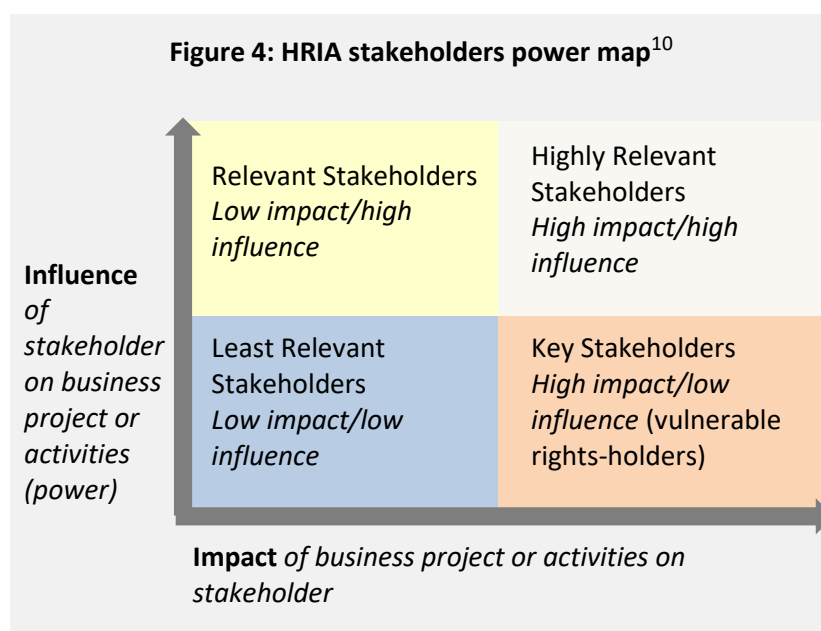 Figure 4: HRIA stakeholders power map10
Relevant Stakeholders
Low impact/high
influence
Highly Relevant
Stakeholders
High impact/high
influence
Influence
of
stakeholder
on business
project or
activities
(power)
Least Relevant
Stakeholders
Low impact/low
influence
Key Stakeholders
High impact/low
influence (vulnerable
rights-holders)
Impact of business project or activities on
stakeholder